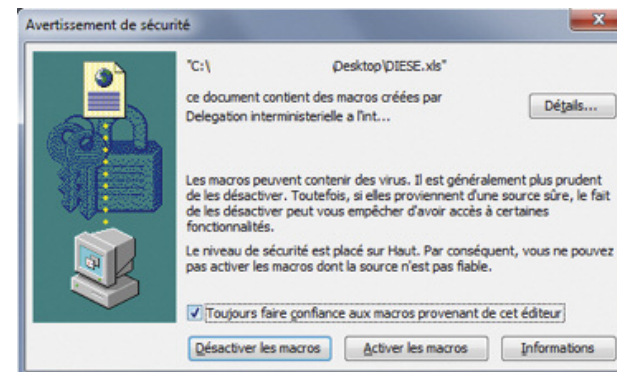 Avertissement de sécurité
X
"C:\ Desktop\DIESE.xls"
ce document contient des macros créées par
Delegation interministerielle a l'int...
Détails...
Les macros peuvent contenir des virus. Il est généralement plus prudent
de les désactiver. Toutefois, si elles proviennent d'une source sûre, le fait
de les désactiver peut vous empêcher d'avoir accès à certaines
fonctionnalités.
Le niveau de sécurité est placé sur Haut. Par conséquent, vous ne pouvez
pas activer les macros dont la source n'est pas fiable.
Toujours faire confiance aux macros provenant de cet éditeur
Désactiver les macros Activer les macros Informations